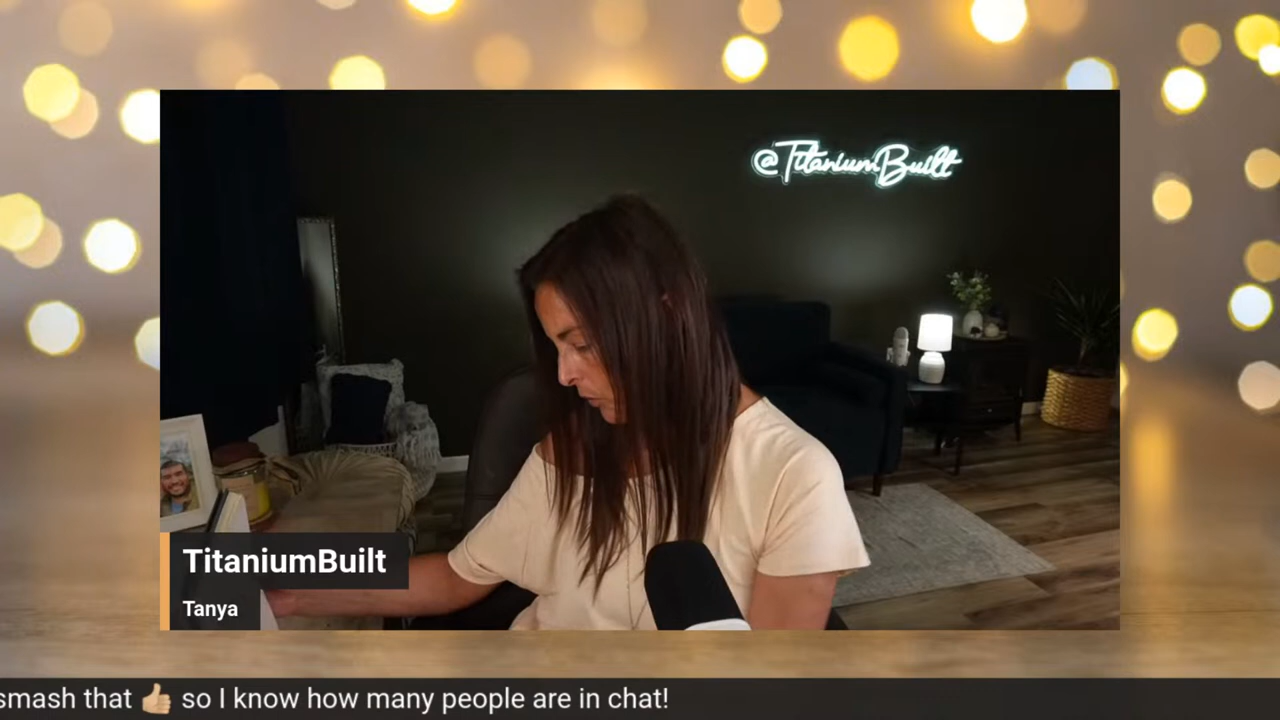 @TitaniumBuilt
TitaniumBuilt
Tanya
smash that 👍🏼 so I know how many people are in chat!